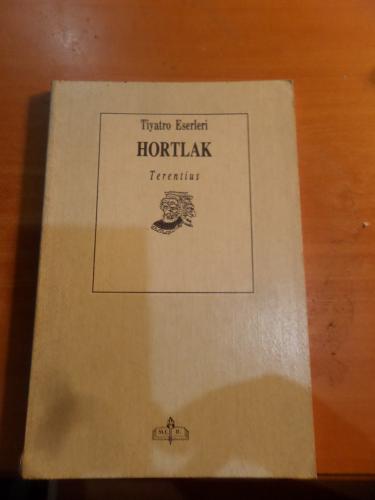 Tiyatro Eserleri
HORTLAK
Terentius
M.E. B.